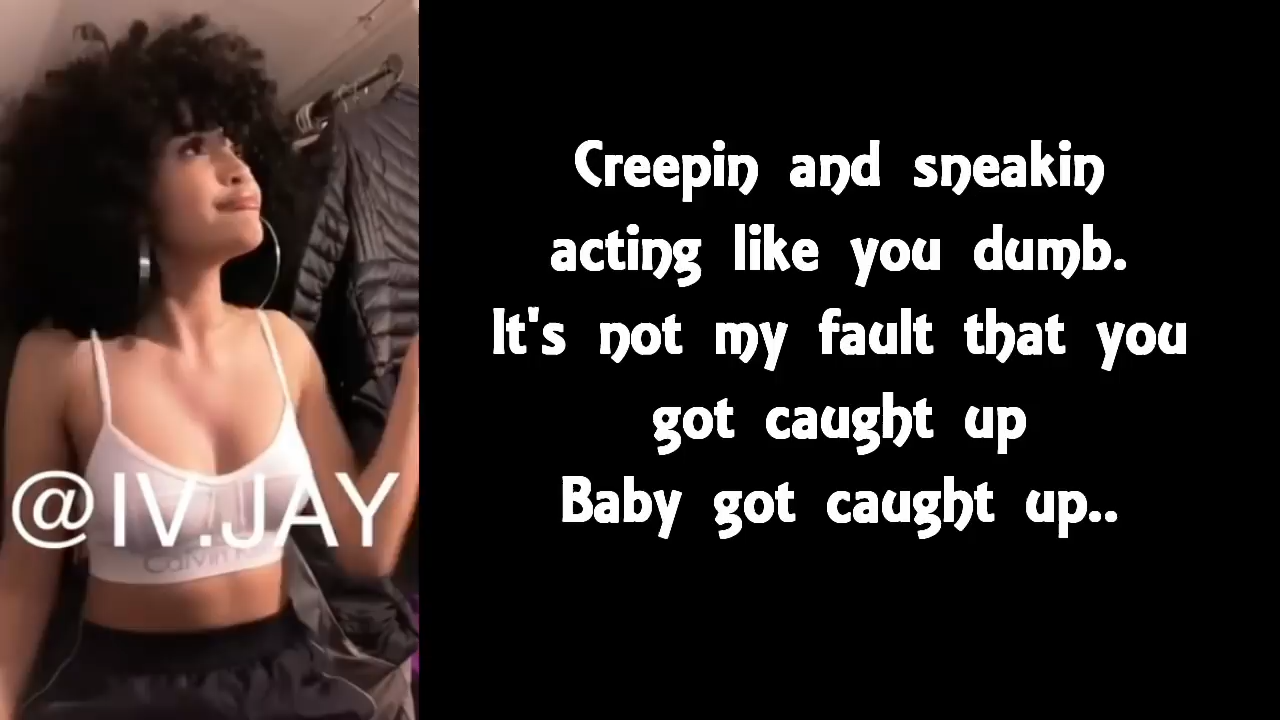 Creepin and sneakin
acting like you dumb.
It's not my fault that you
got caught up
Baby got caught up..
@IV.JAY
Calvin